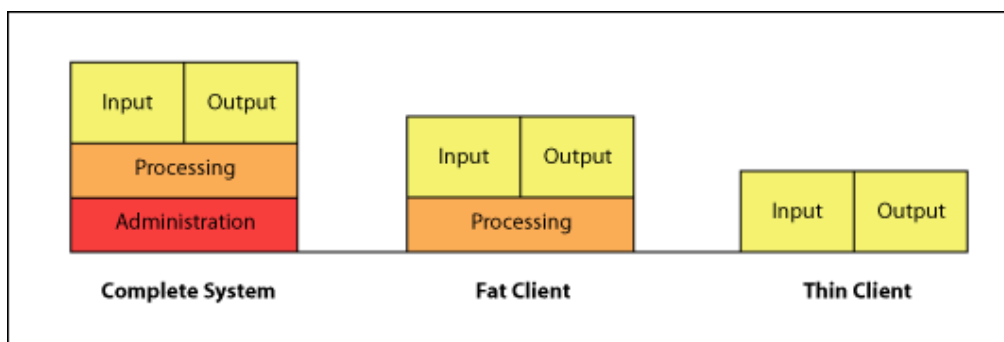 Input Output
Processing
Administration
Complete System
Input Output
Processing
Fat Client
Input Output
Thin Client